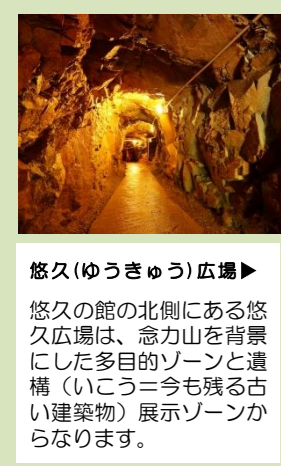 悠久(ゆうきゅう)広場▶
悠久の館の北側にある悠
久広場は、念力山を背景
にした多目的ゾーンと遺
構（いこう＝今も残る古
い建築物）展示ゾーンか
らなります。